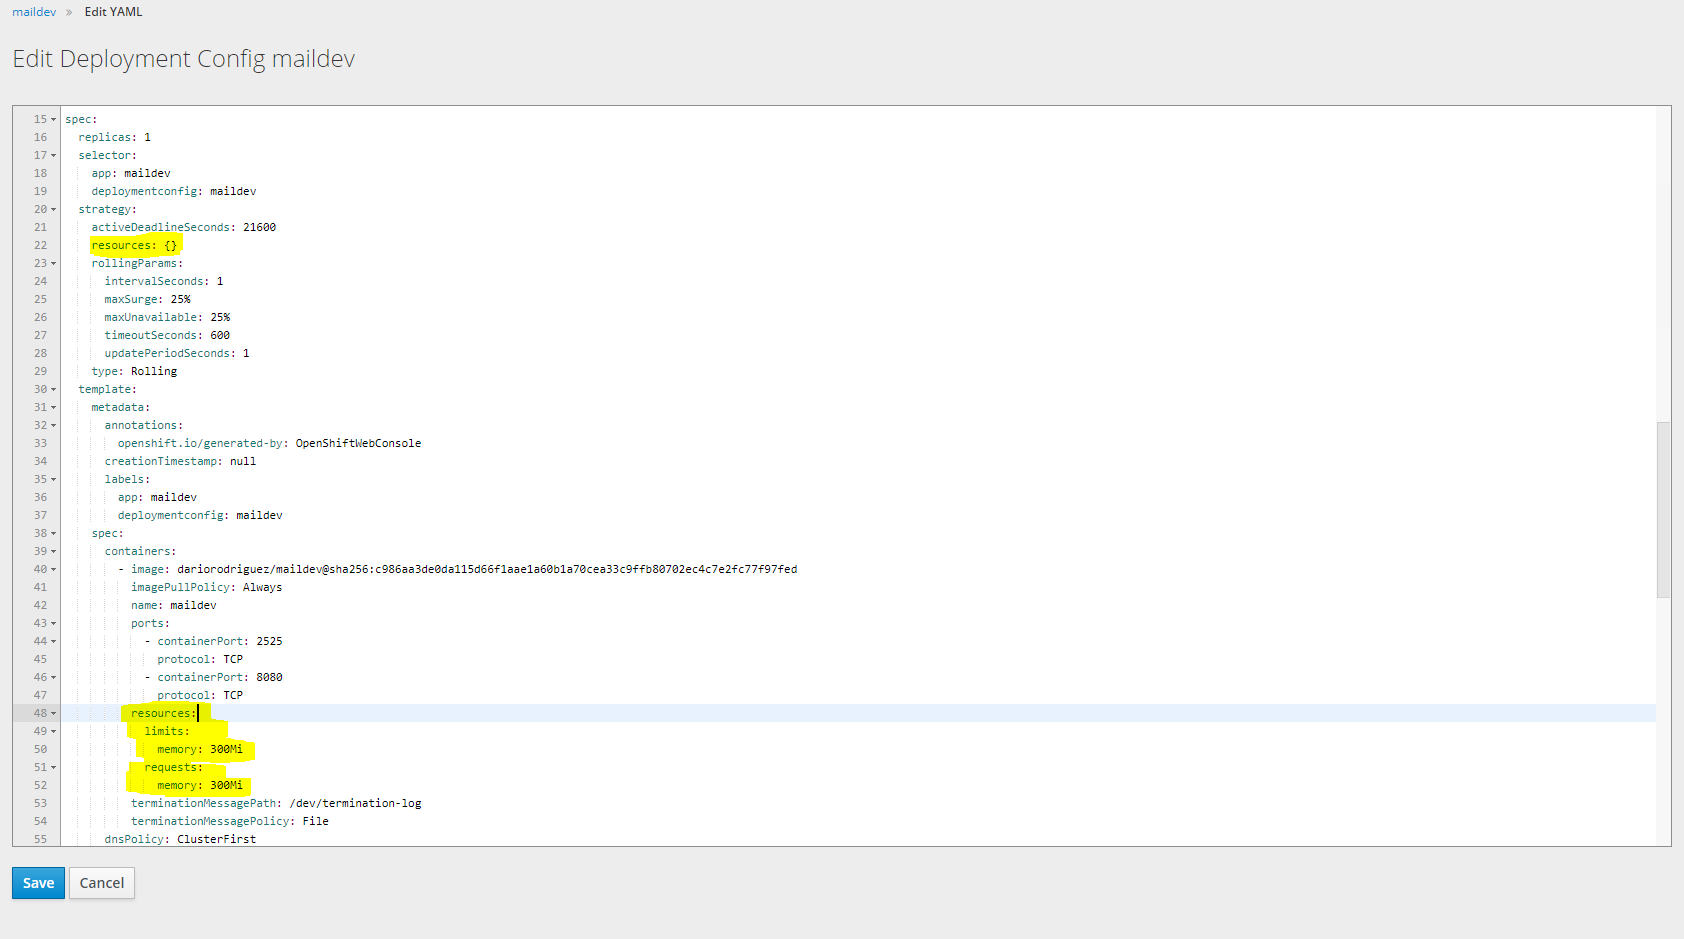 maildev » Edit YAML
Edit Deployment Config maildev
15 spec:
16 replicas: 1
17 selector:
18 app: maildev
19 deploymentconfig: maildev
20 strategy:
21 activeDeadlineSeconds: 21600
22 resources: {}
23 rollingParams:
24 intervalSeconds: 1
25 maxSurge: 25%
26 maxUnavailable: 25%
27 timeoutSeconds: 600
28 updatePeriodSeconds: 1
29 type: Rolling
30 template:
31 metadata:
32 annotations:
33 openshift.io/generated-by: OpenShiftWebConsole
34 creationTimestamp: null
35 labels:
36 app: maildev
37 deploymentconfig: maildev
38 spec:
39 containers:
40 - image: dariorodriguez/maildev@sha256:c986aa3de0da115d66f1aae1a60b1a70cea33c9ffb80702ec4c7e2fc77f97fed
41 imagePullPolicy: Always
42 name: maildev
43 ports:
44 - containerPort: 2525
45 protocol: TCP
46 - containerPort: 8080
47 protocol: TCP
48 resources:
49 limits:
50 memory: 300Mi
51 requests:
52 memory: 300Mi
53 terminationMessagePath: /dev/termination-log
54 terminationMessagePolicy: File
55 dnsPolicy: ClusterFirst
Save Cancel